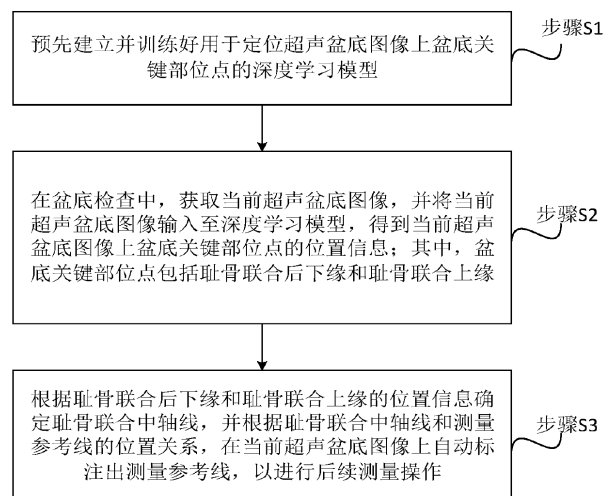 预先建立并训练好用于定位超声盆底图像上盆底关
键部位点的深度学习模型
步骤S1
在盆底检查中，获取当前超声盆底图像，并将当前
超声盆底图像输入至深度学习模型，得到当前超声
盆底图像上盆底关键部位点的位置信息；其中，盆
底关键部位点包括耻骨联合后下缘和耻骨联合上缘
步骤S2
根据耻骨联合后下缘和耻骨联合上缘的位置信息确
定耻骨联合中轴线，并根据耻骨联合中轴线和测量
参考线的位置关系，在当前超声盆底图像上自动标
注出测量参考线，以进行后续测量操作
步骤S3